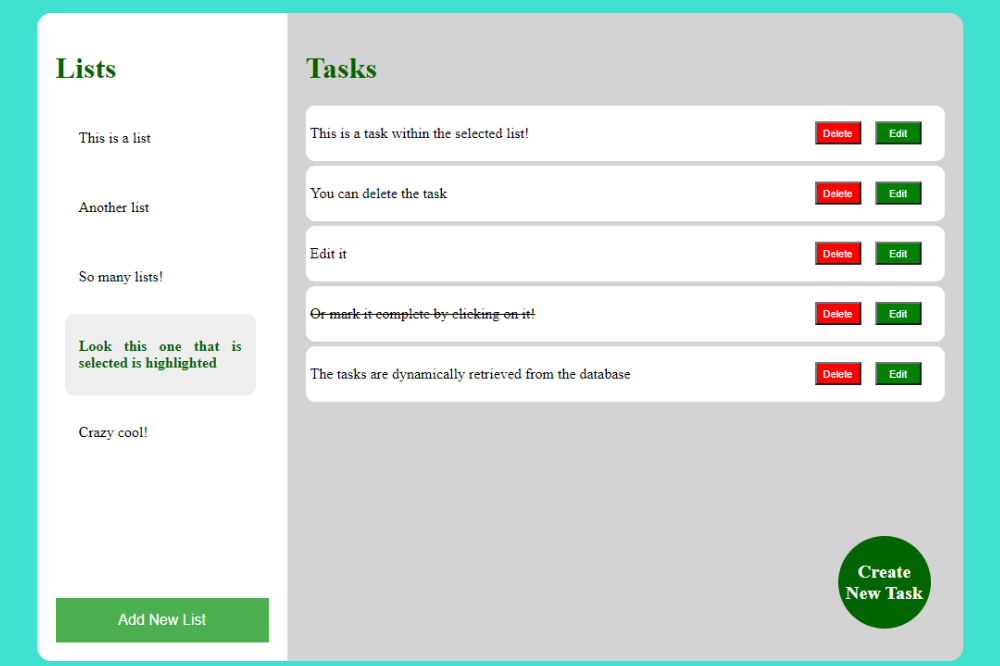 Lists
This is a list
Another list
So many lists!
Look this one that is
selected is highlighted
Crazy cool!
Add New List
Tasks
This is a task within the selected list! Delete Edit
You can delete the task Delete Edit
Edit it Delete Edit
Or mark it complete by clicking on it! Delete Edit
The tasks are dynamically retrieved from the database Delete Edit
Create
New Task